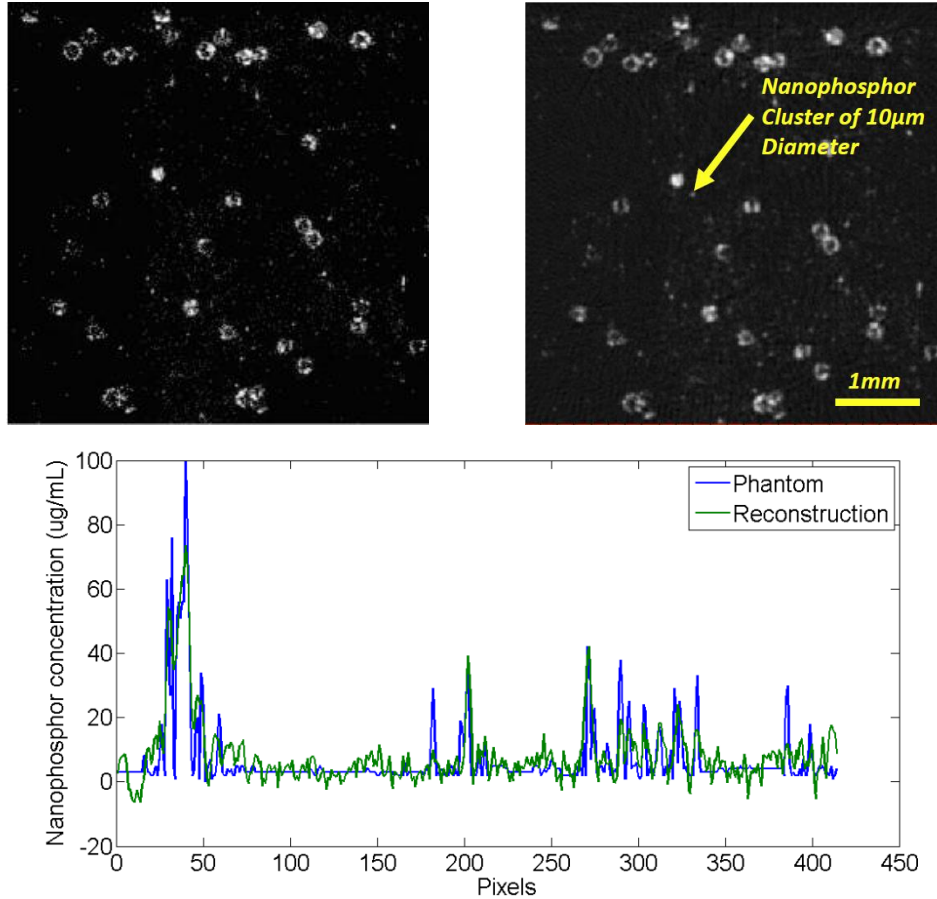 Nanophosphor
Cluster of 10µm
Diameter
1mm
Nanophosphor concentration (ug/mL)
100
80
60
40
20
0
-20
Phantom
Reconstruction
0 50 100 150 200 250 300 350 400 450
Pixels